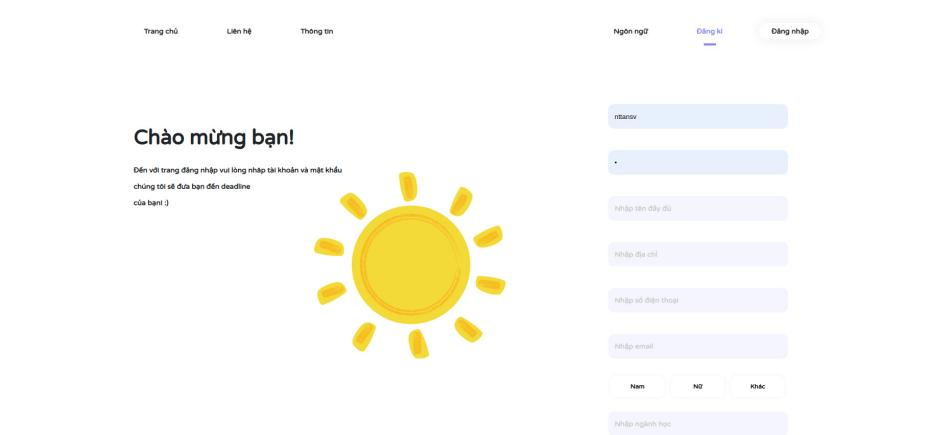 Trang chủ
Liên hệ
Thông tin
Ngôn ngữ
Đăng kí
Đăng nhập
Chào mừng bạn!
Đến với trang đăng nhập vui lòng nhâp tài khoản và mật khẩu
chúng tôi sẽ đưa bạn đến deadline
của bạn! :)
nttansv
•
Nhập tên đầy đủ
Nhập địa chỉ
Nhập số điện thoại
Nhập email
Nam
Nữ
Khác
Nhập ngành học